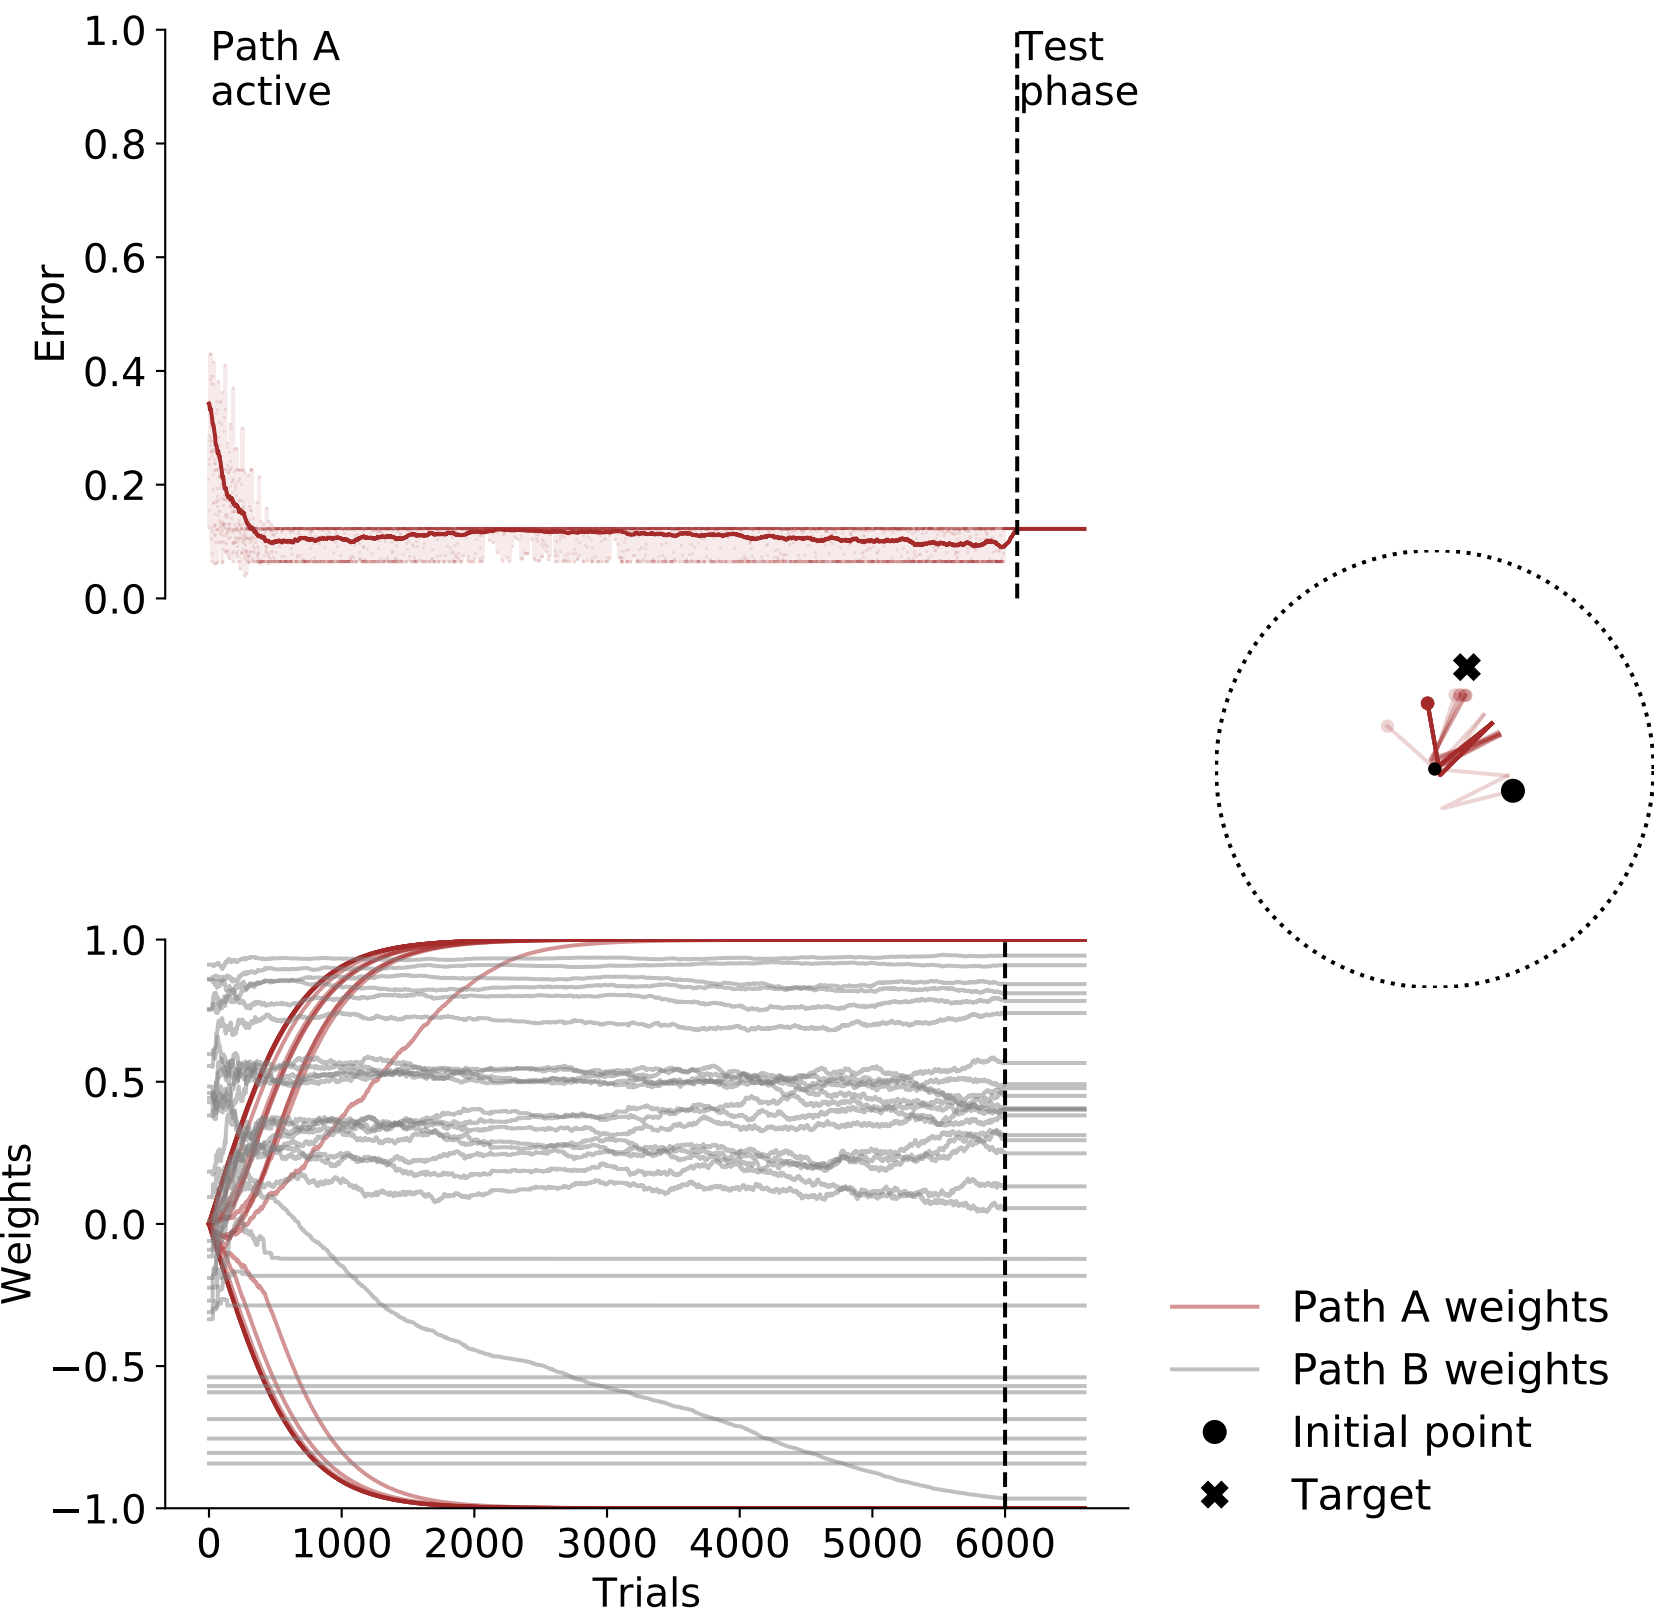 1.0
Path A
active
Test
phase
0.8
0.6
Error
0.4
0.2
0.0
1.0
0.5
Weights
0.0
−0.5
−1.0
0 1000 2000 3000 4000 5000 6000
Trials
Path A weights
Path B weights
Initial point
Target